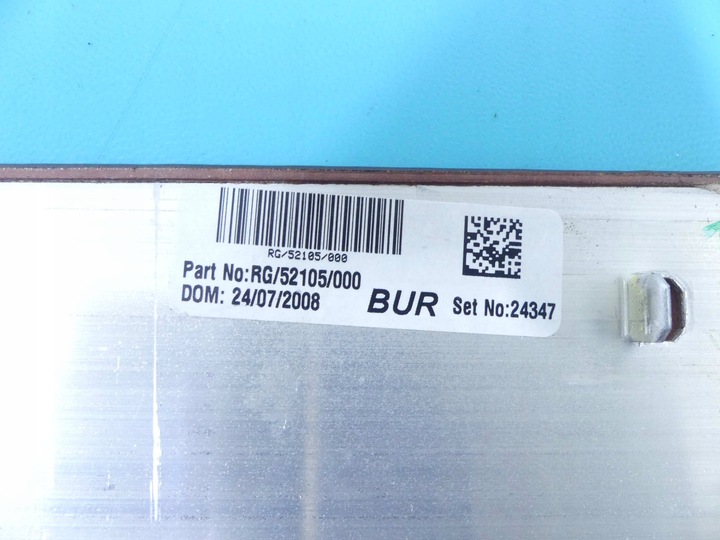 RG/52105/000
Part No:RG/52105/000
DOM: 24/07/2008 BUR Set No:24347